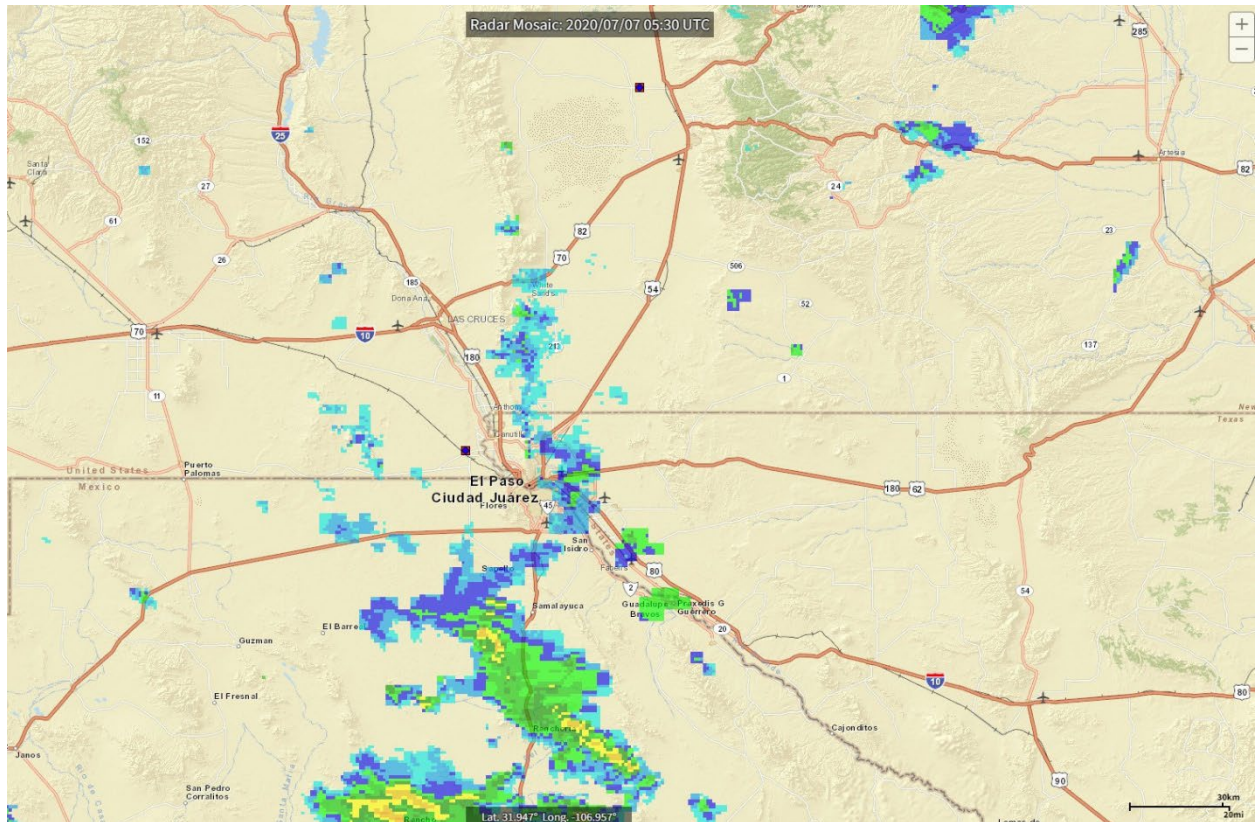 Radar Mosaic: 2020/07/07 05:30 UTC
+
−
285
25
152
Santa
Clara
27
24
Artesia
82
61
82
23
26
70
506
185
White
Sands
54
52
Dona Ana
LAS CRUCES
70
10
213
137
180
1
11
Anthony
New
Texas
Canutillo
United States
Mexico
Puerto
Palomas
El Paso
Ciudad Juárez
180
62
Flores
45
San
Isidro
Fabens
80
2
54
Samalayuca
Guadalupe
Bravos
Praxedis G
Guerrero
20
El Barre
Guzman
10
El Fresnal
80
Cajonditos
Janos
90
San Pedro
Corralitos
30km
20mi
Lat. 31.947° Long. -106.957°